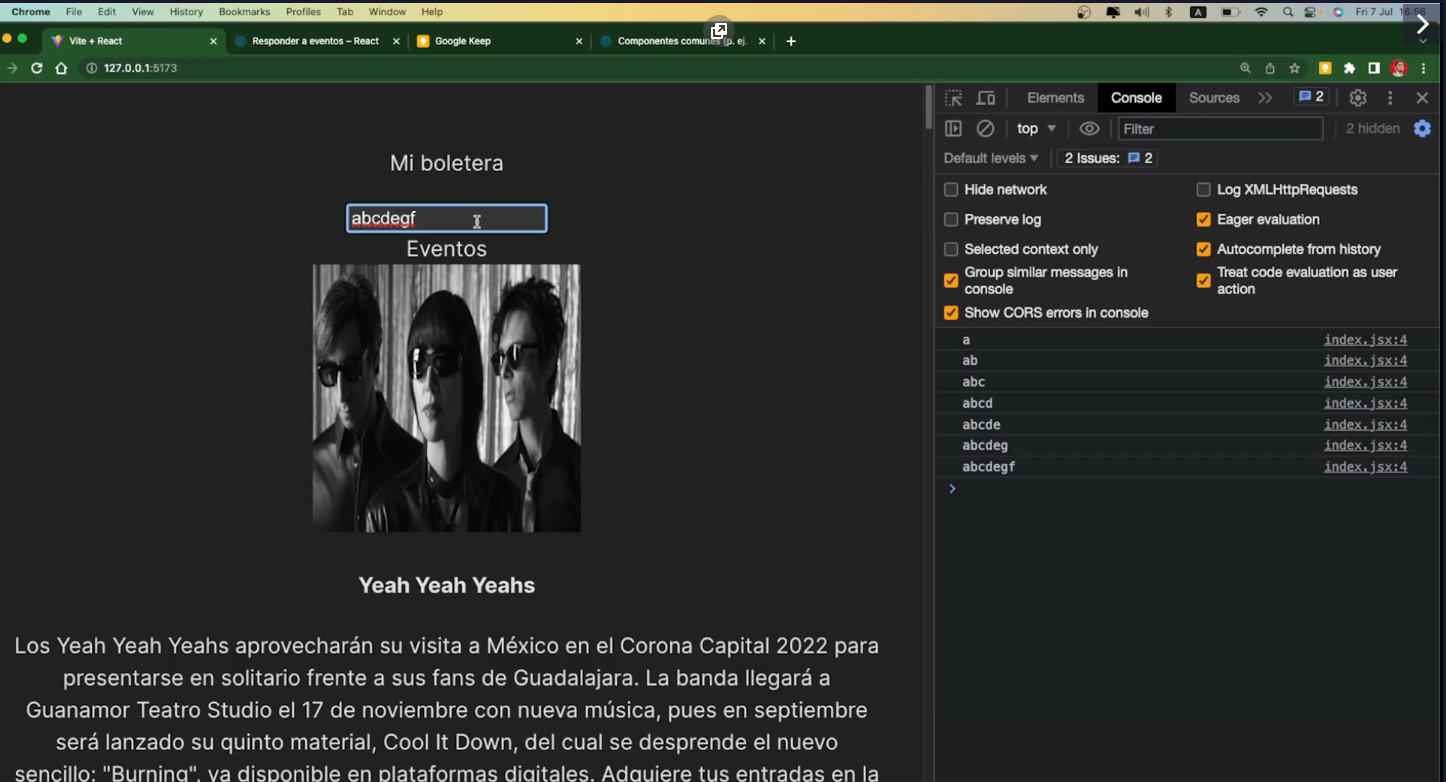 Chrome File Edit View History Bookmarks Profiles Tab Window Help A Fri 7 Jul 16:56
Vite + React Responder a eventos – React Google Keep Componentes comunes (p. ej.
127.0.0.1:5173
Elements Console Sources 2
top Filter 2 hidden
Default levels 2 Issues: 2
Hide network Log XMLHttpRequests
Preserve log Eager evaluation
Selected context only Autocomplete from history
Group similar messages in console Treat code evaluation as user action
Show CORS errors in console
a index.jsx:4
ab index.jsx:4
abc index.jsx:4
abcd index.jsx:4
abcde index.jsx:4
abcdeg index.jsx:4
abcdegf index.jsx:4
Mi boletera
abcdegf
Eventos
Yeah Yeah Yeahs
Los Yeah Yeah Yeahs aprovecharán su visita a México en el Corona Capital 2022 para
presentarse en solitario frente a sus fans de Guadalajara. La banda llegará a
Guanamor Teatro Studio el 17 de noviembre con nueva música, pues en septiembre
será lanzado su quinto material, Cool It Down, del cual se desprende el nuevo
sencillo: "Burning", ya disponible en plataformas digitales. Adquiere tus entradas en la